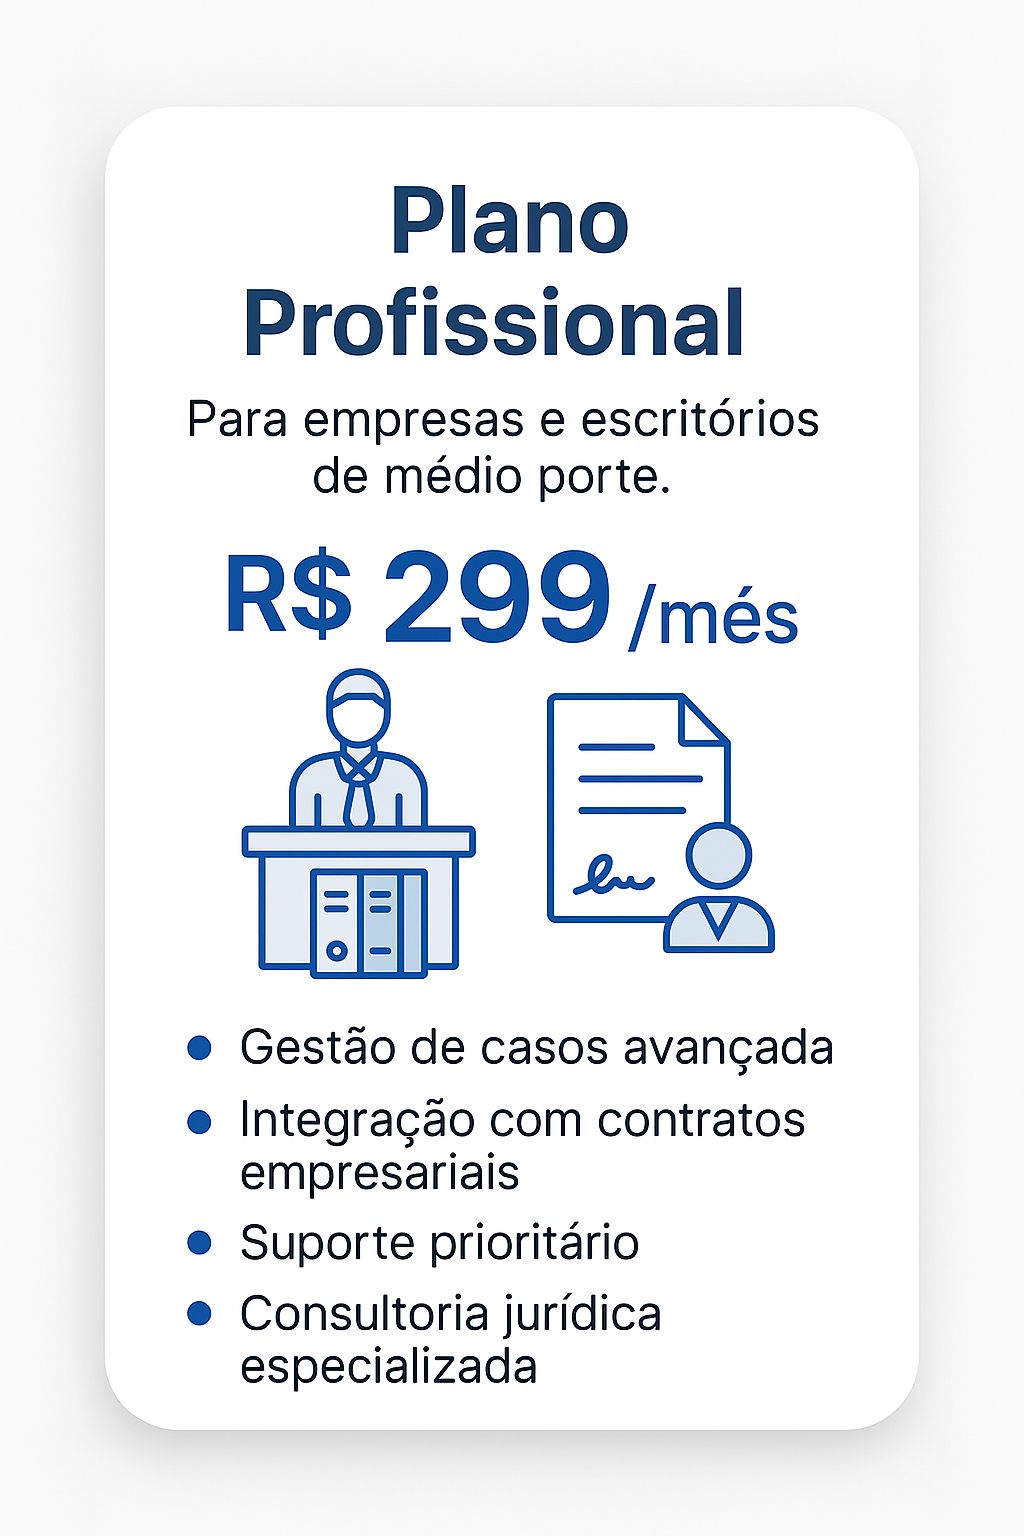 Plano
Profissional
Para empresas e escritórios
de médio porte.
R$ 299 /més
Gestão de casos avançada
Integração com contratos
empresariais
Suporte prioritário
Consultoria jurídica
especializada